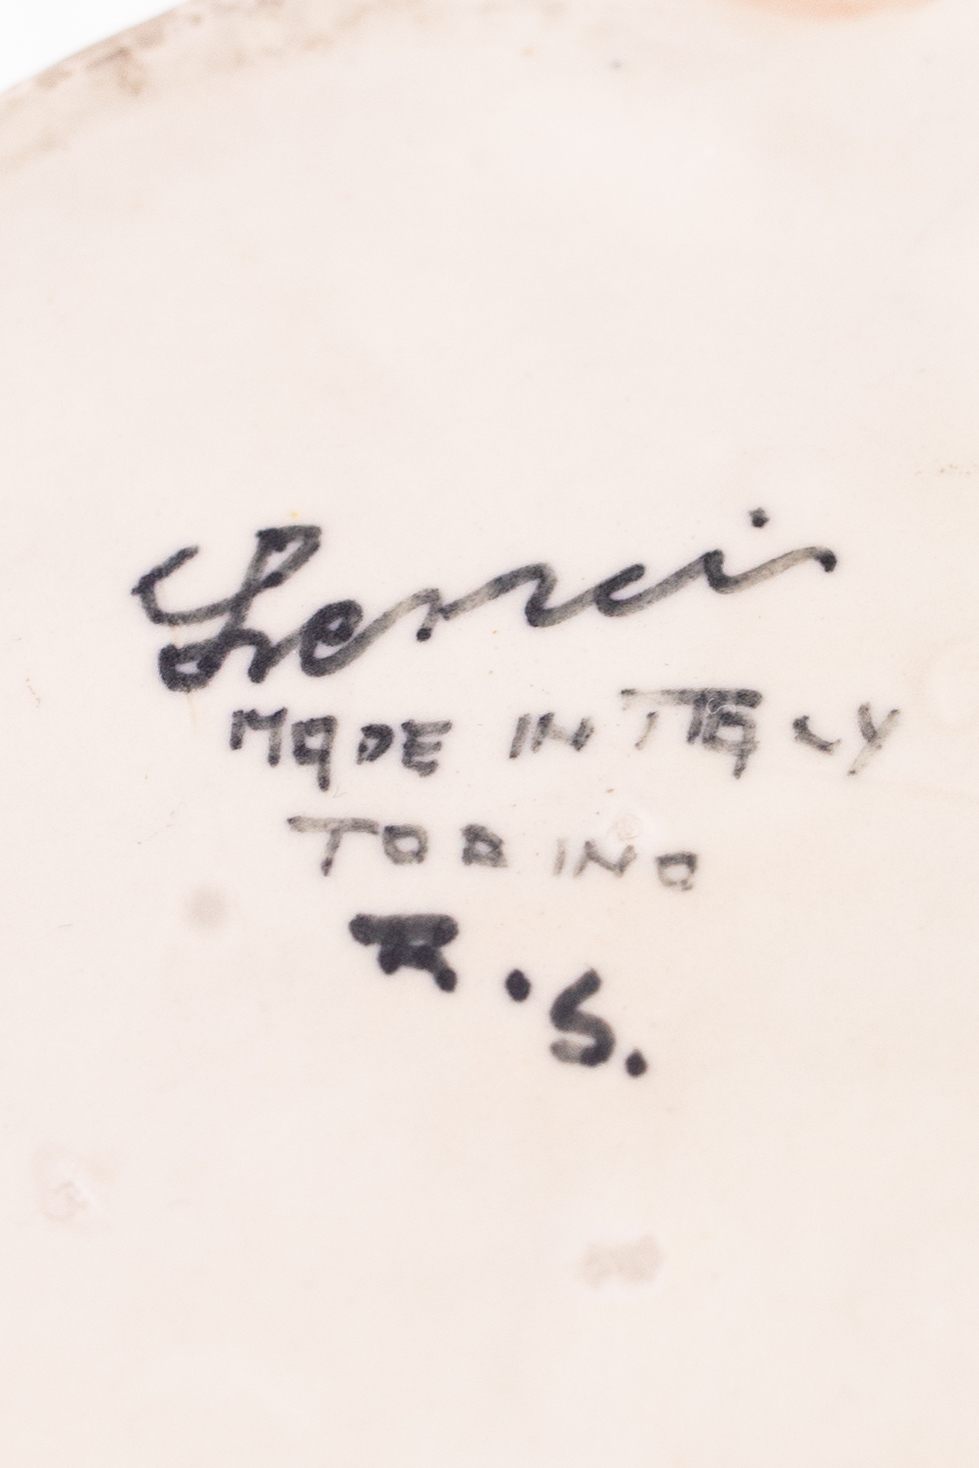 Lenci
MADE IN ITALY
TORINO
R.S.